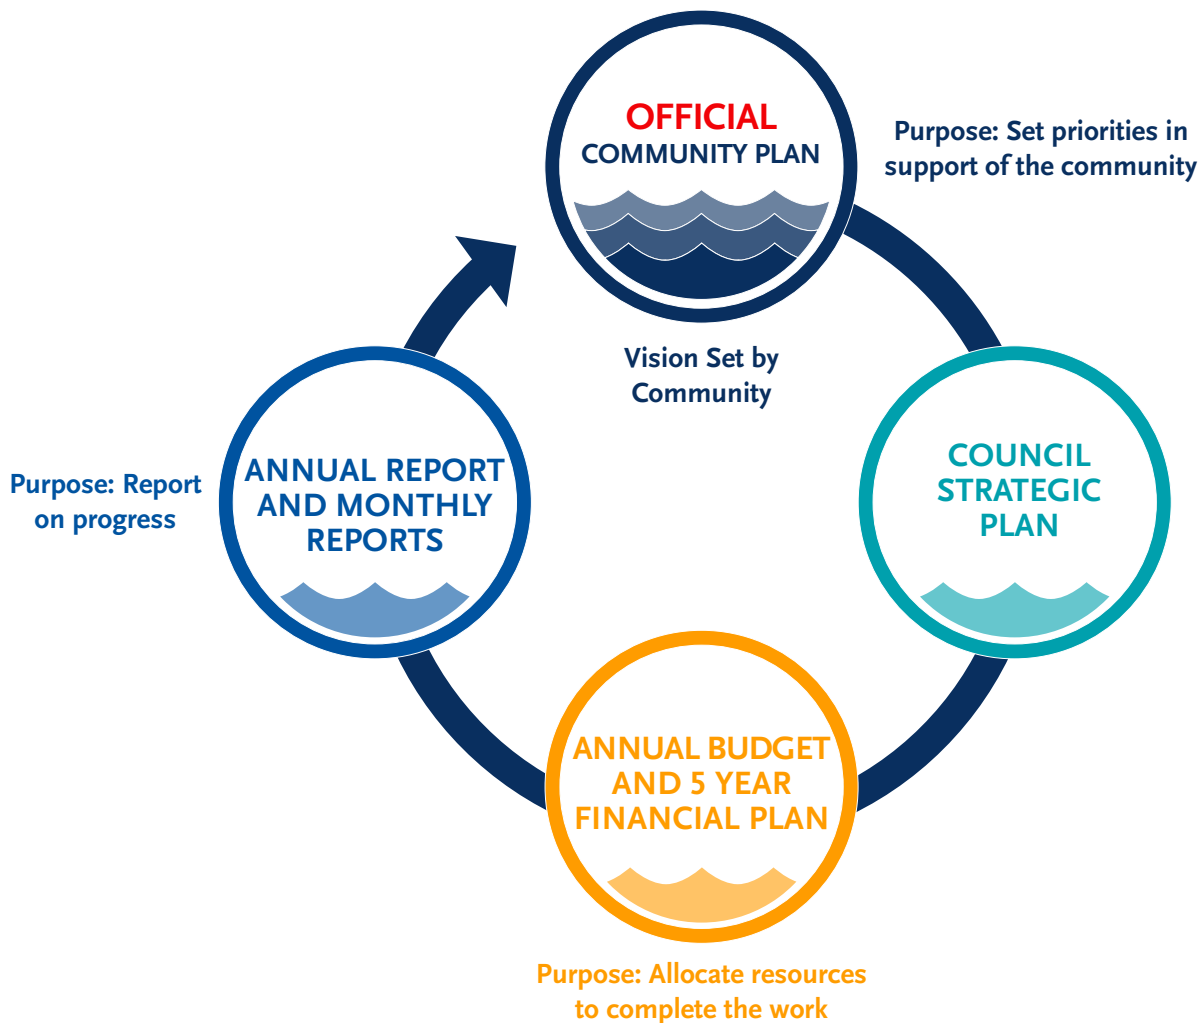 OFFICIAL
COMMUNITY PLAN
Purpose: Set priorities in
support of the community
Vision Set by
Community
COUNCIL
STRATEGIC
PLAN
ANNUAL REPORT
AND MONTHLY
REPORTS
Purpose: Report
on progress
ANNUAL BUDGET
AND 5 YEAR
FINANCIAL PLAN
Purpose: Allocate resources
to complete the work